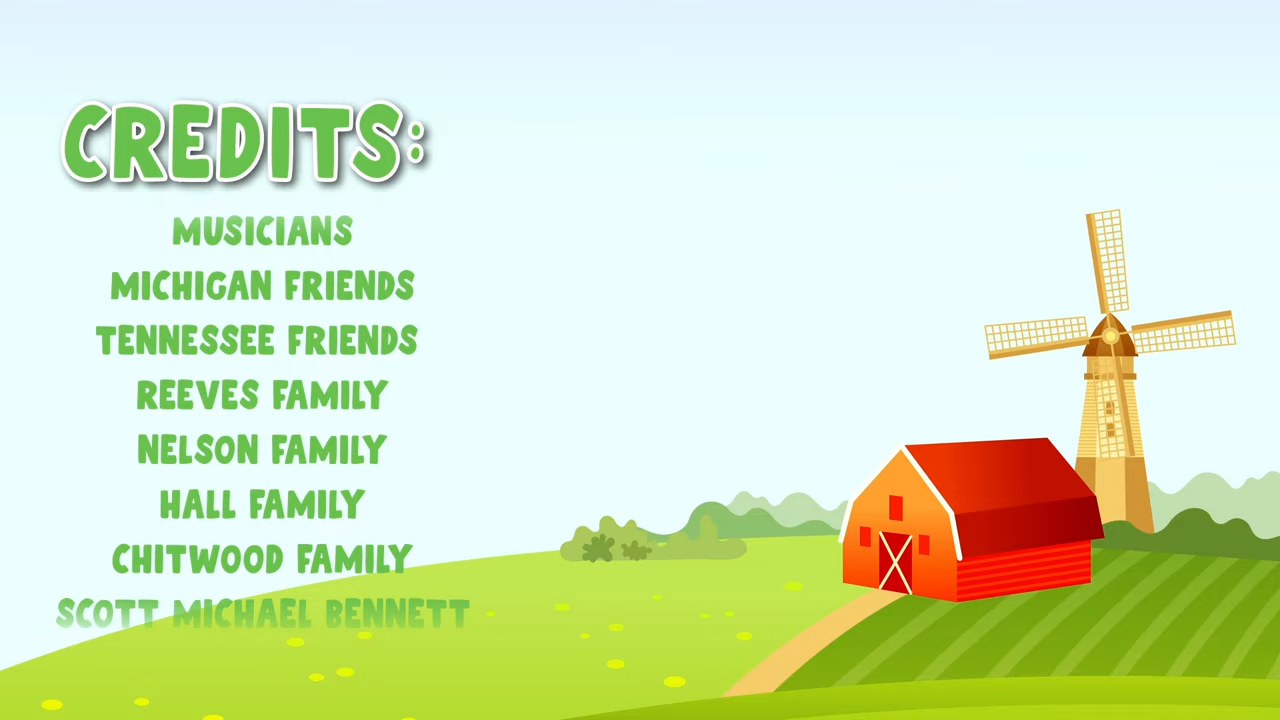 CREDITS:
MUSICIANS
MICHIGAN FRIENDS
TENNESSEE FRIENDS
REEVES FAMILY
NELSON FAMILY
HALL FAMILY
CHITWOOD FAMILY
SCOTT MICHAEL BENNETT